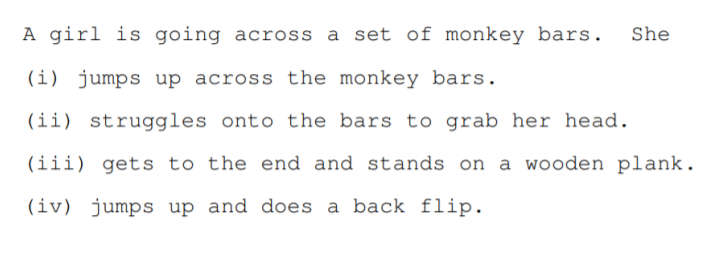 A girl is going across a set of monkey bars. She
(i) jumps up across the monkey bars.
(ii) struggles onto the bars to grab her head.
(iii) gets to the end and stands on a wooden plank.
(iv) jumps up and does a back flip.